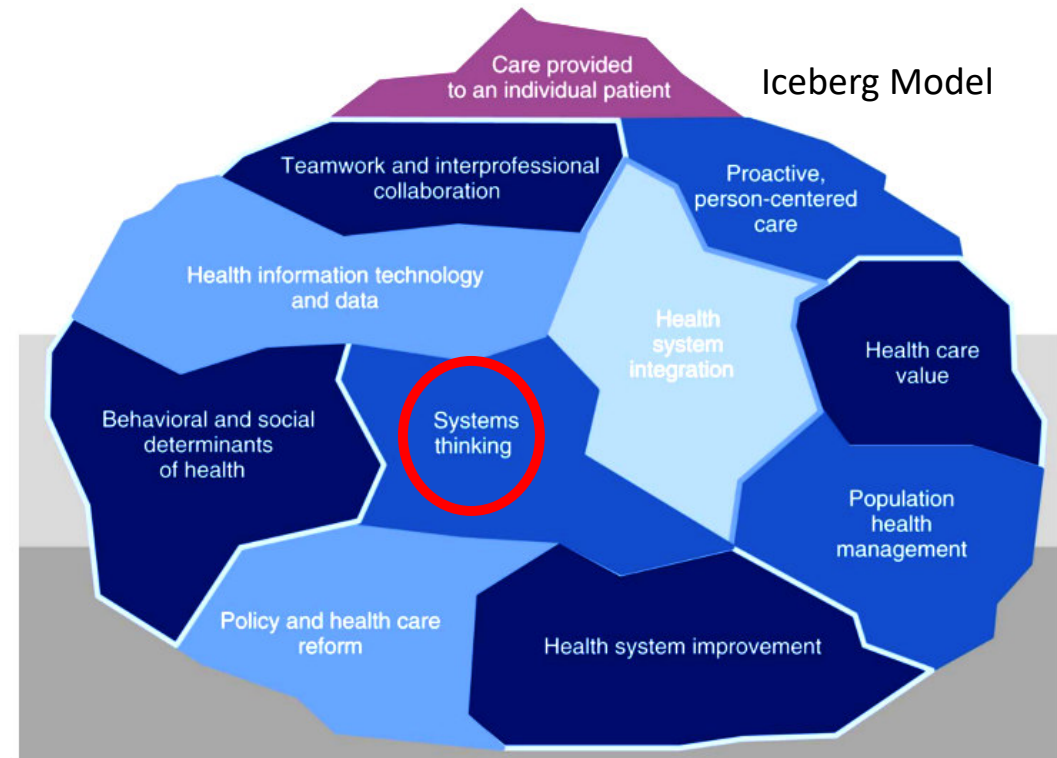 Care provided
to an individual patient
Iceberg Model
Teamwork and interprofessional
collaboration
Proactive,
person-centered
care
Health information technology
and data
Health
system
integration
Health care
value
Behavioral and social
determinants
of health
Systems
thinking
Population
health
management
Policy and health care
reform
Health system improvement